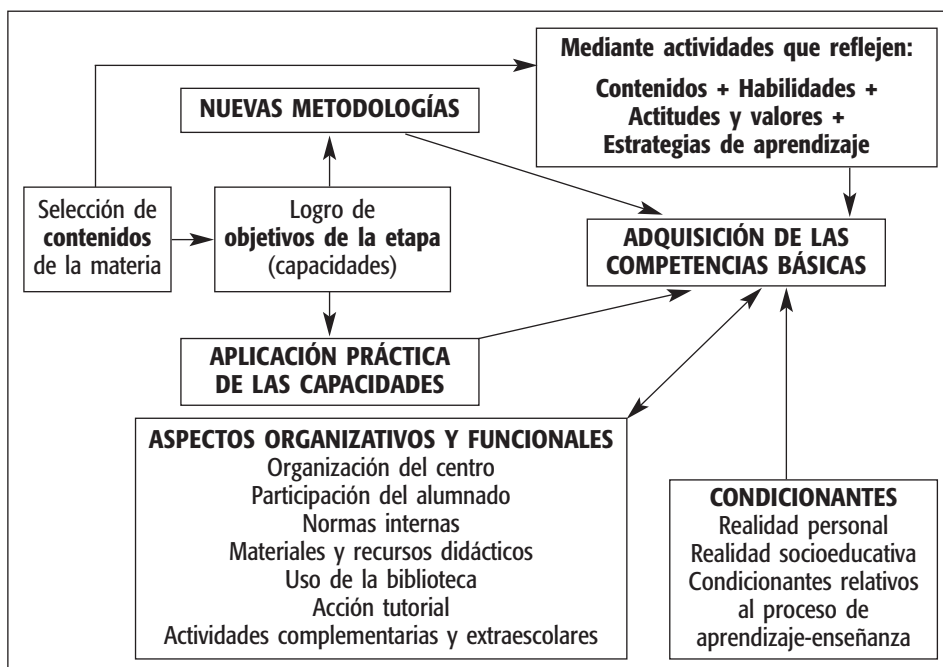 Mediante actividades que reflejen:
Contenidos + Habilidades +
Actitudes y valores +
Estrategias de aprendizaje
NUEVAS METODOLOGÍAS
Selección de
contenidos
de la materia
Logro de
objetivos de la etapa
(capacidades)
ADQUISICIÓN DE LAS
COMPETENCIAS BÁSICAS
APLICACIÓN PRÁCTICA
DE LAS CAPACIDADES
ASPECTOS ORGANIZATIVOS Y FUNCIONALES
Organización del centro
Participación del alumnado
Normas internas
Materiales y recursos didácticos
Uso de la biblioteca
Acción tutorial
Actividades complementarias y extraescolares
CONDICIONANTES
Realidad personal
Realidad socioeducativa
Condicionantes relativos
al proceso de
aprendizaje-enseñanza